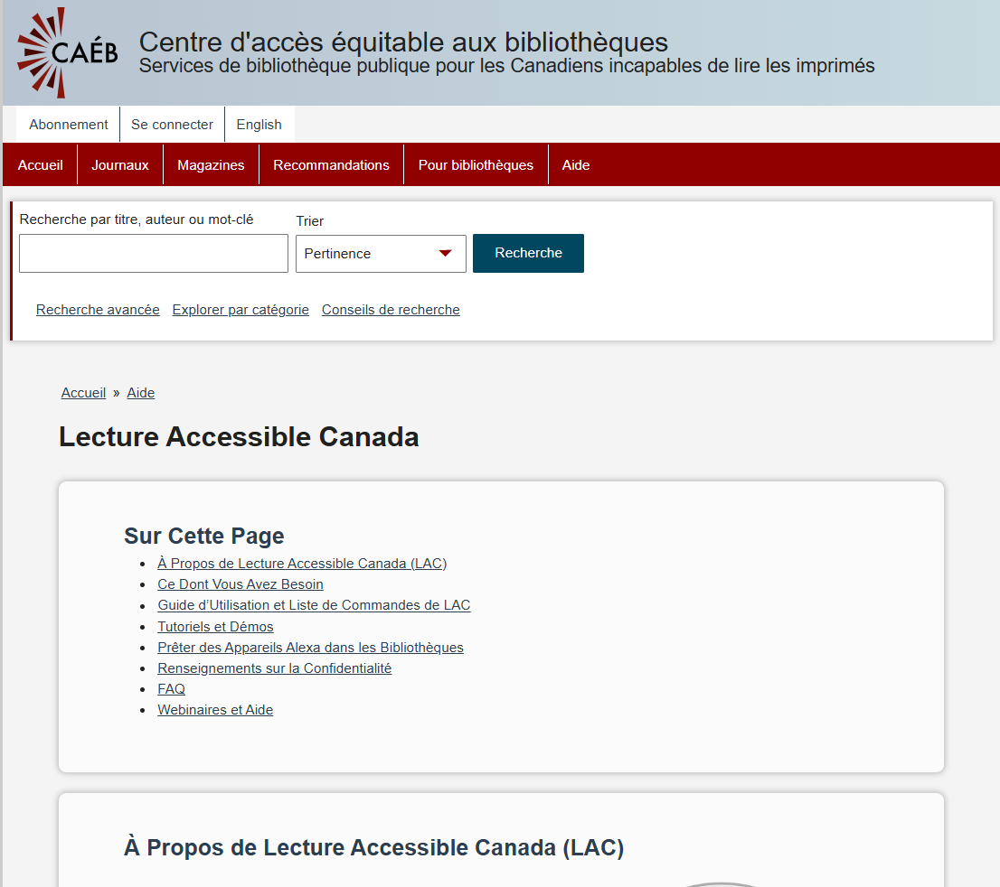 CAÉB
Centre d'accès équitable aux bibliothèques
Services de bibliothèque publique pour les Canadiens incapables de lire les imprimés
Abonnement Se connecter English
Accueil Journaux Magazines Recommandations Pour bibliothèques Aide
Recherche par titre, auteur ou mot-clé Trier
Pertinence Recherche
Recherche avancée Explorer par catégorie Conseils de recherche
Accueil » Aide
Lecture Accessible Canada
Sur Cette Page
• À Propos de Lecture Accessible Canada (LAC)
• Ce Dont Vous Avez Besoin
• Guide d’Utilisation et Liste de Commandes de LAC
• Tutoriels et Démos
• Prêter des Appareils Alexa dans les Bibliothèques
• Renseignements sur la Confidentialité
• FAQ
• Webinaires et Aide
À Propos de Lecture Accessible Canada (LAC)